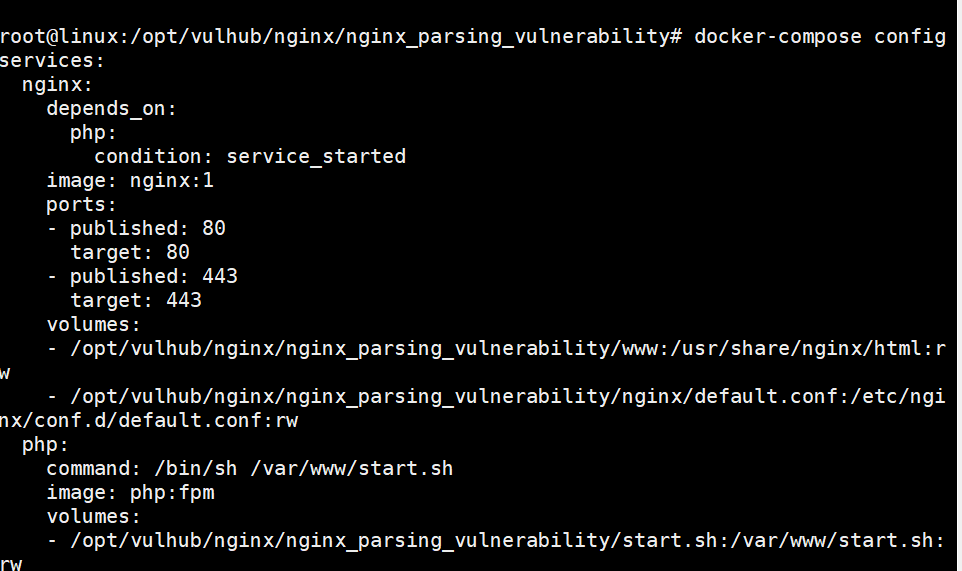 root@linux:/opt/vulhub/nginx/nginx_parsing_vulnerability# docker-compose config
services:
  nginx:
    depends_on:
      php:
        condition: service_started
    image: nginx:1
    ports:
    - published: 80
      target: 80
    - published: 443
      target: 443
    volumes:
    - /opt/vulhub/nginx/nginx_parsing_vulnerability/www:/usr/share/nginx/html:r
w
    - /opt/vulhub/nginx/nginx_parsing_vulnerability/nginx/default.conf:/etc/ngi
nx/conf.d/default.conf:rw
  php:
    command: /bin/sh /var/www/start.sh
    image: php:fpm
    volumes:
    - /opt/vulhub/nginx/nginx_parsing_vulnerability/start.sh:/var/www/start.sh:
rw